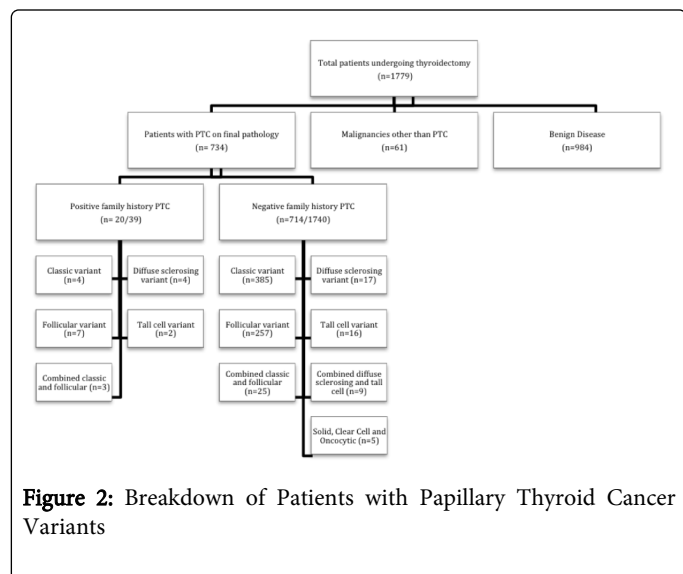 Total patients undergoing thyroidectomy
(n=1779)
Patients with PTC on final pathology
(n= 734)
Malignancies other than PTC
(n=61)
Benign Disease
(n=984)
Positive family history PTC
(n= 20/39)
Negative family history PTC
(n=714/1740)
Classic variant
(n=4)
Diffuse sclerosing
variant (n=4)
Follicular variant
(n=7)
Tall cell variant
(n=2)
Combined classic
and follicular (n=3)
Classic variant
(n=385)
Diffuse sclerosing
variant (n=17)
Follicular variant
(n=257)
Tall cell variant
(n=16)
Combined classic
and follicular
(n=25)
Combined diffuse
sclerosing and tall
cell (n=9)
Solid, Clear Cell and
Oncocytic (n=5)
Figure 2: Breakdown of Patients with Papillary Thyroid Cancer
Variants